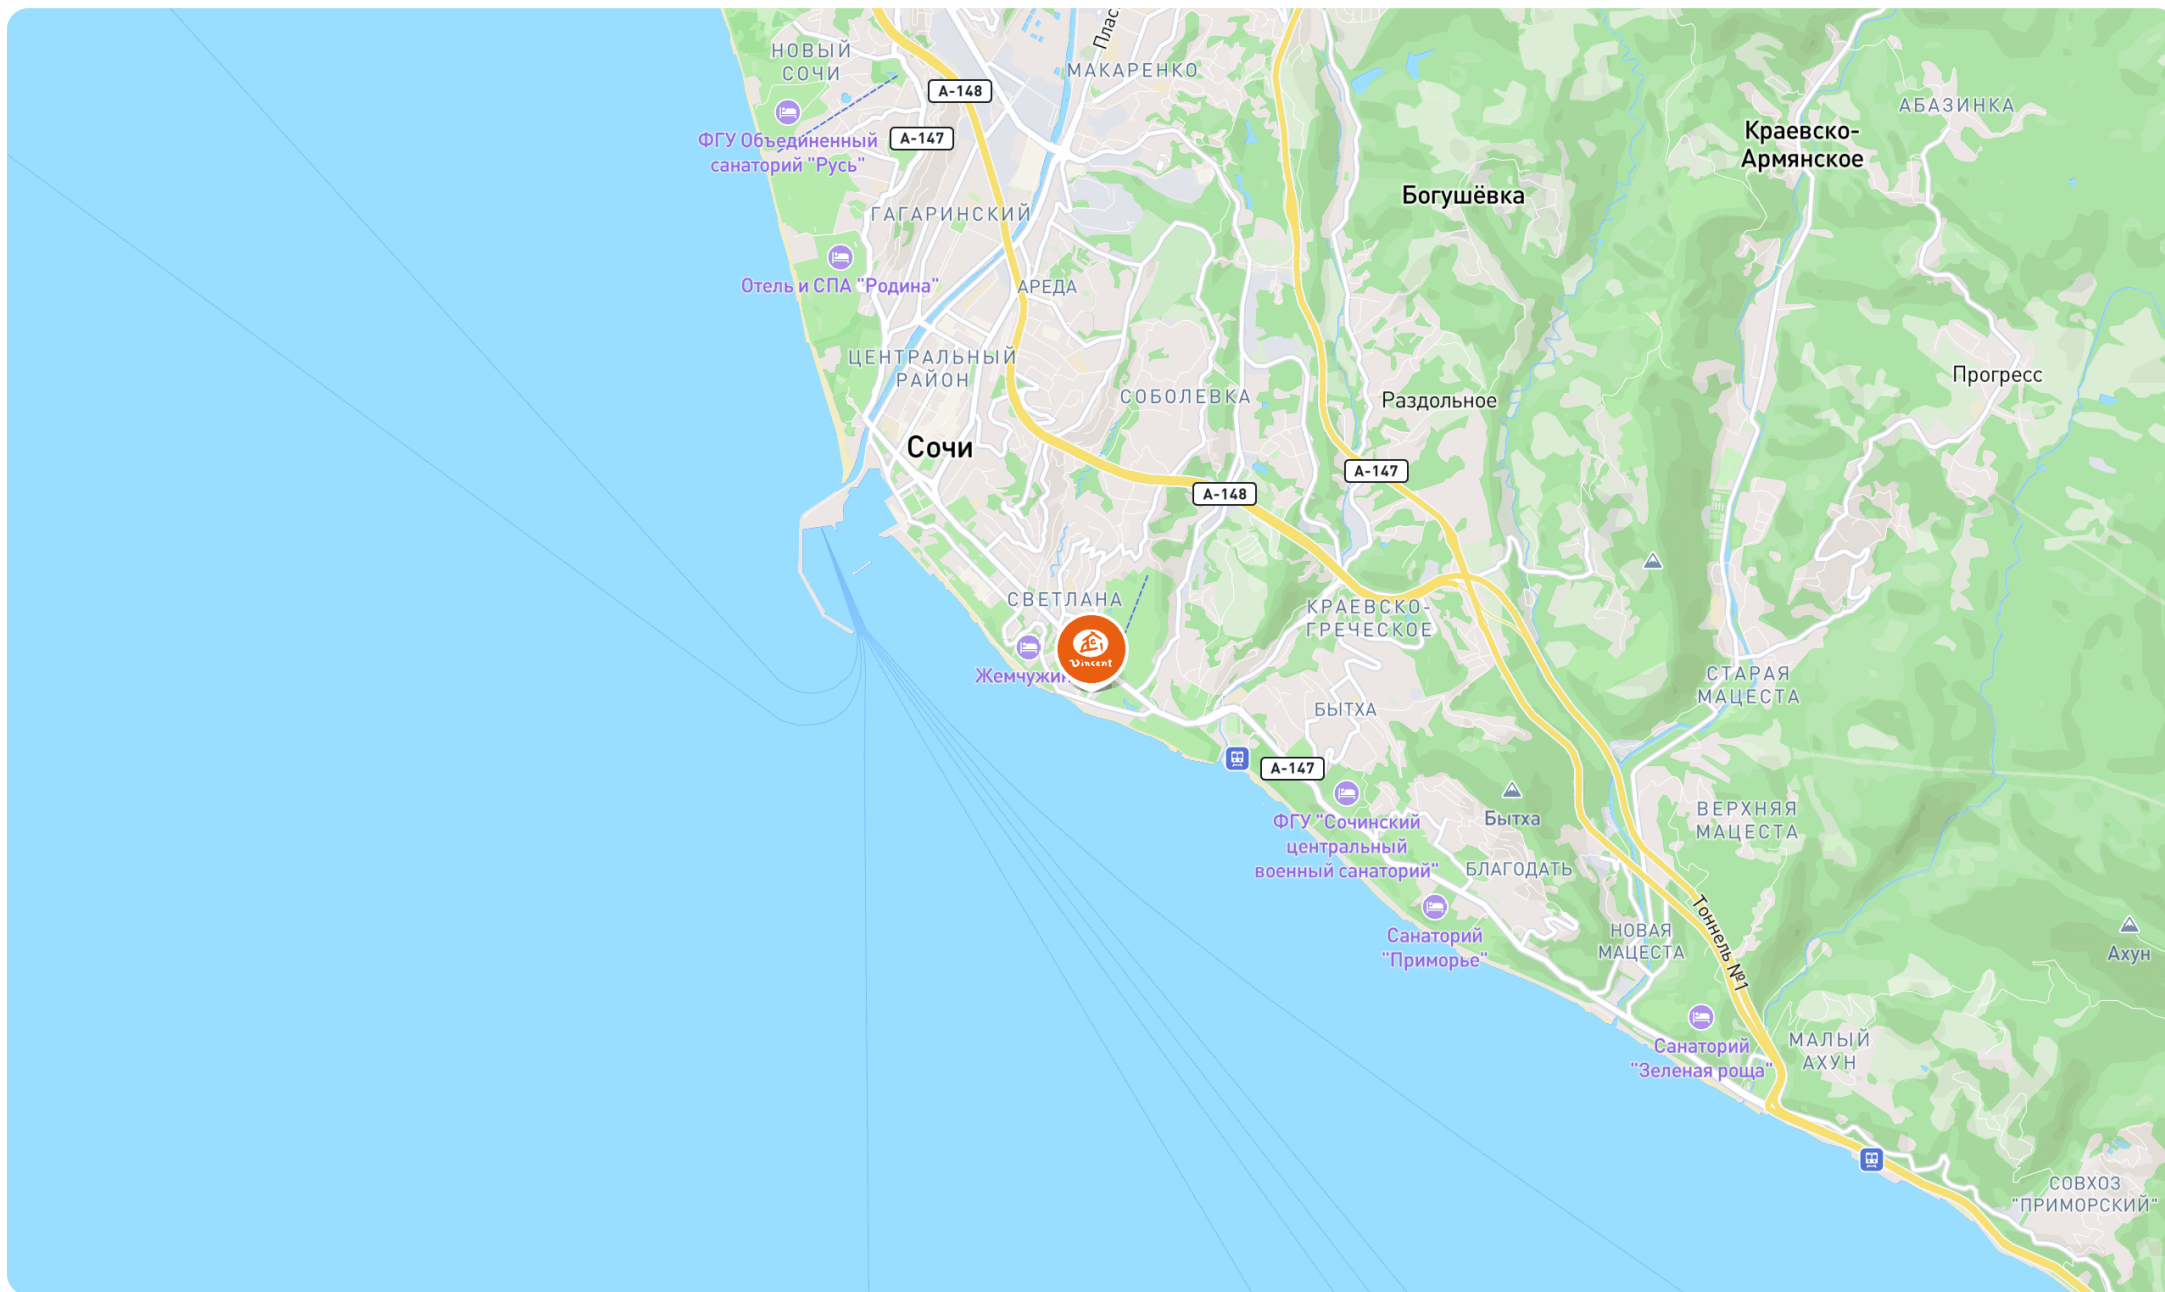 Плас
НОВЫЙ
СОЧИ
МАКАРЕНКО
А-148
АБАЗИНКА
Краевско-
Армянское
А-147
ФГУ Объединенный
санаторий "Русь"
Богушёвка
ГАГАРИНСКИЙ
Отель и СПА "Родина"
АРЕДА
ЦЕНТРАЛЬНЫЙ
РАЙОН
Прогресс
СОБОЛЕВКА
Раздольное
Сочи
А-147
А-148
СВЕТЛАНА
КРАЕВСКО-
ГРЕЧЕСКОЕ
Vincent
Жемчужин
СТАРАЯ
МАЦЕСТА
БЫТХА
А-147
ФГУ "Сочинский
центральный
военный санаторий"
Бытха
ВЕРХНЯЯ
МАЦЕСТА
БЛАГОДАТЬ
Тоннель №1
Санаторий
"Приморье"
НОВАЯ
МАЦЕСТА
Ахун
Санаторий
"Зеленая роща"
МАЛЫЙ
АХУН
СОВХОЗ
"ПРИМОРСКИЙ"